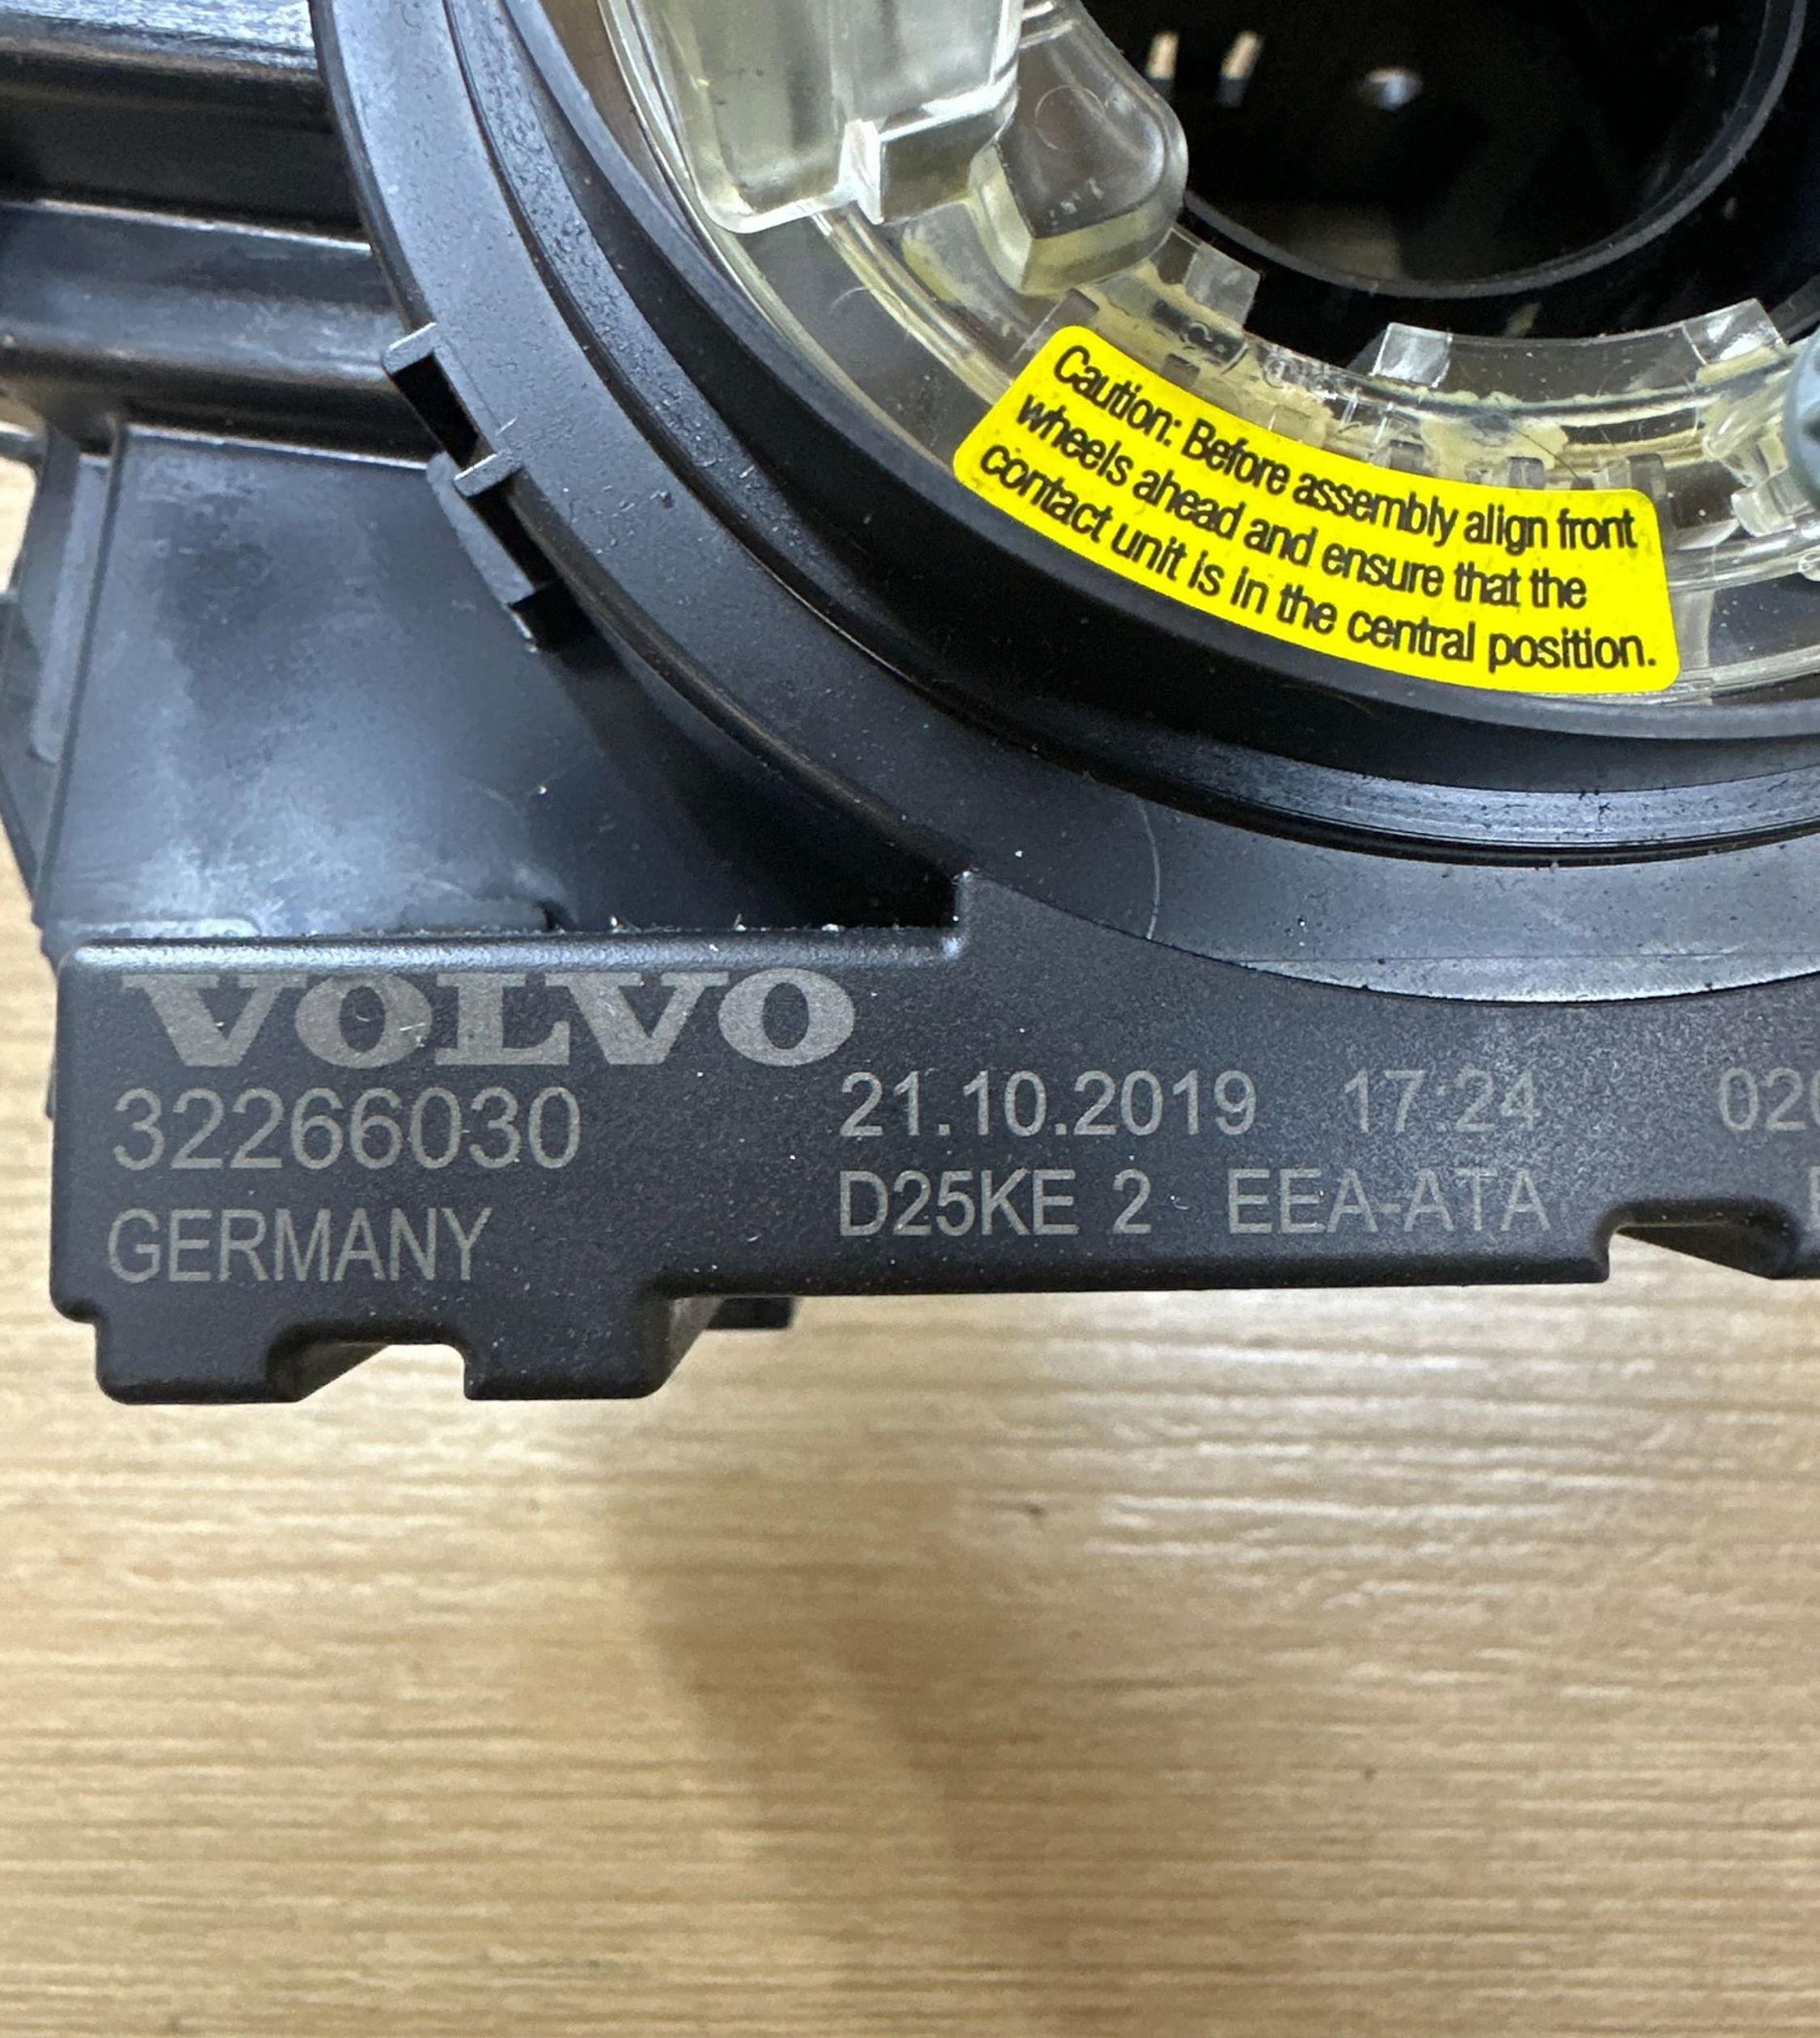 Caution: Before assembly align front
wheels ahead and ensure that the
contact unit is in the central position.
VOLVO
32266030
GERMANY
21.10.2019 17:24 02
D25KE 2 EEA-ATA